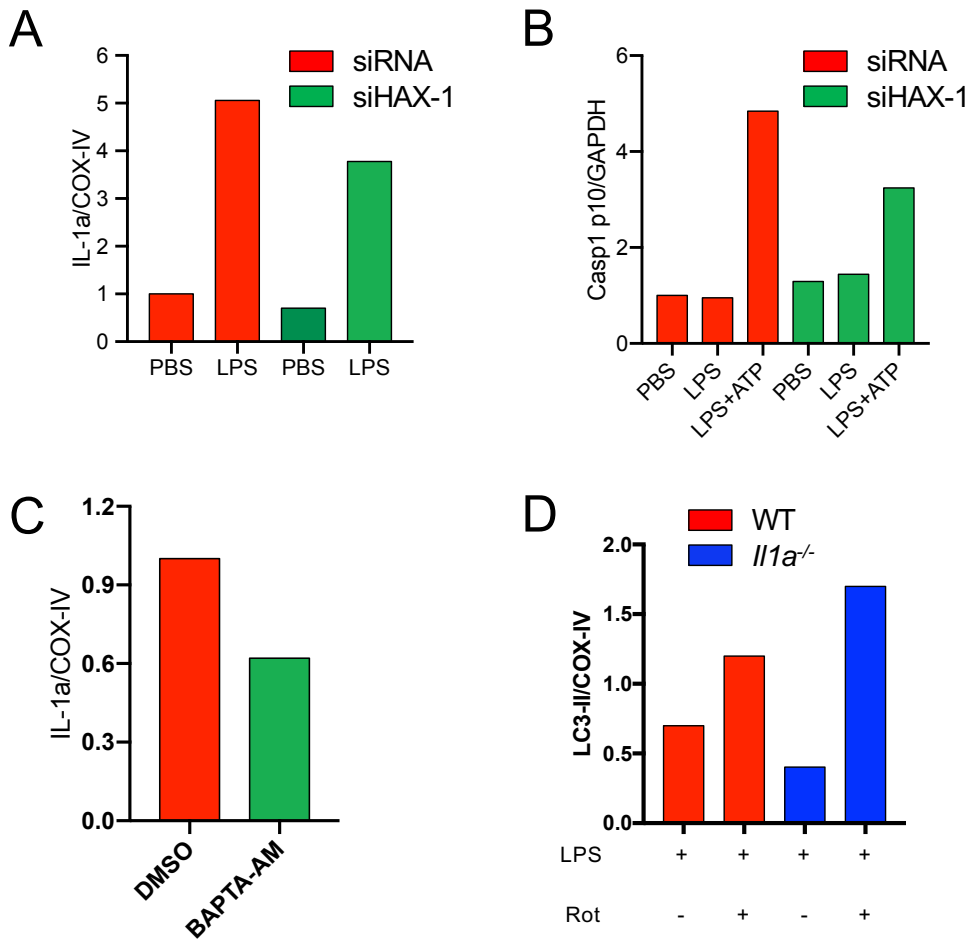 A
siRNA
siHAX-1
IL-1a/COX-IV
6
5
4
3
2
1
0
PBS LPS PBS LPS
B
siRNA
siHAX-1
Casp1 p10/GAPDH
6
4
2
0
PBS LPS LPS+ATP PBS LPS LPS+ATP
C
IL-1a/COX-IV
1.2
0.9
0.6
0.3
0.0
DMSO BAPTA-AM
D
WT
Il1a-/-
LC3-II/COX-IV
2.0
1.5
1.0
0.5
0.0
LPS + + + +
Rot - + - +